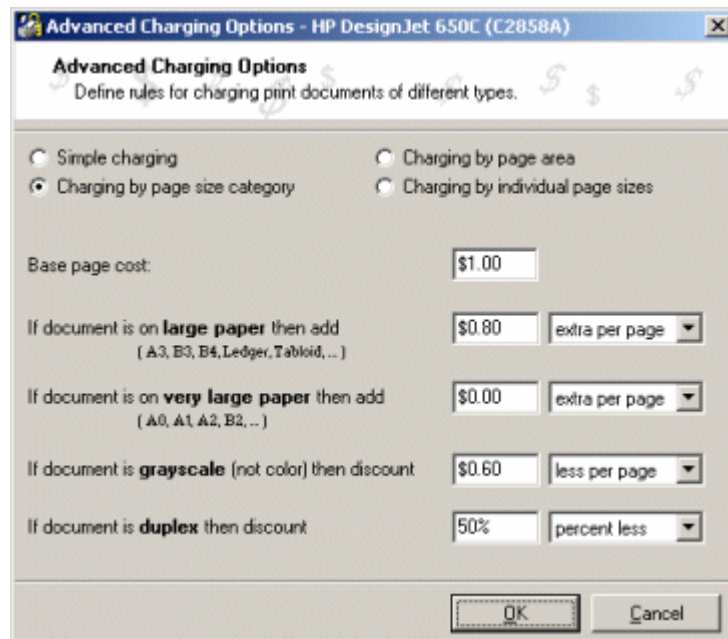 Advanced Charging Options - HP DesignJet 650C (C2858A)
Advanced Charging Options
Define rules for charging print documents of different types.
Simple charging
Charging by page area
Charging by page size category
Charging by individual page sizes
Base page cost: $1.00
If document is on large paper then add $0.80 extra per page
( A3, B3, B4, Ledger, Tabloid, ... )
If document is on very large paper then add $0.00 extra per page
( A0, A1, A2, B2, ... )
If document is grayscale (not color) then discount $0.60 less per page
If document is duplex then discount 50% percent less
OK Cancel